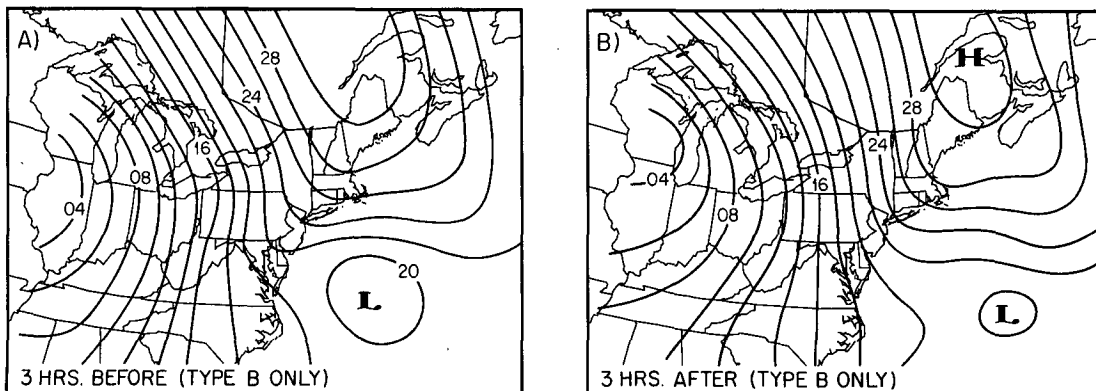 A)
28
24
16
08
04
20
L
3 HRS. BEFORE (TYPE B ONLY)
B)
H
28
24
16
08
04
L
3 HRS. AFTER (TYPE B ONLY)